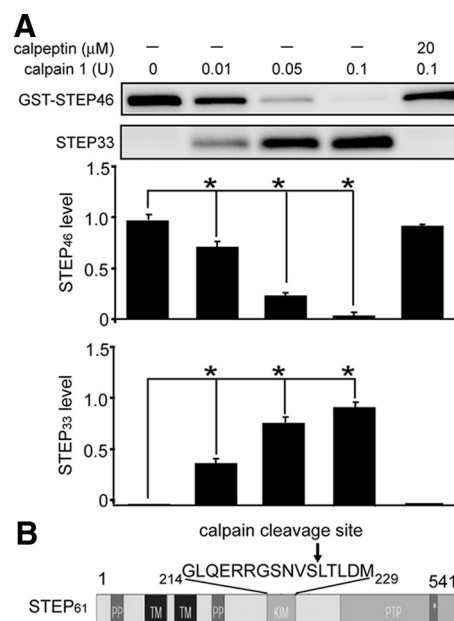 A
calpeptin (µM) – – – – 20
calpain 1 (U) 0 0.01 0.05 0.1 0.1
GST-STEP46
STEP33
1.5
* * *
1.0
STEP46 level
0.5
0
1.5
* * *
1.0
STEP33 level
0.5
0
B
calpain cleavage site
GLQERRGSNVSLTLDM
1 214 229 541
STEP61 PP TM TM PP KIM PTP *